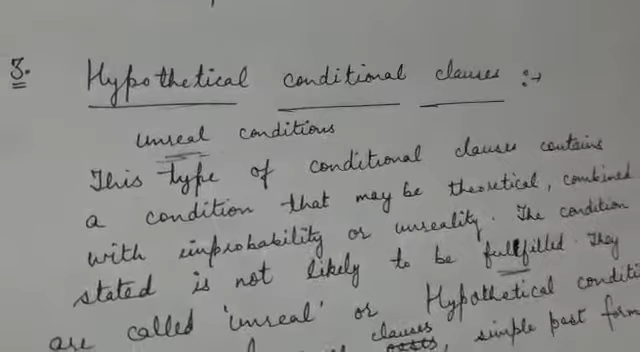 3. Hypothetical conditional clauses :→
unreal conditions
This type of conditional clauses contains
a condition that may be theoretical, combined
with improbability or unreality. The condition
stated is not likely to be fullfilled. They
are called 'unreal' or Hypothetical conditi
clauses
simple past form